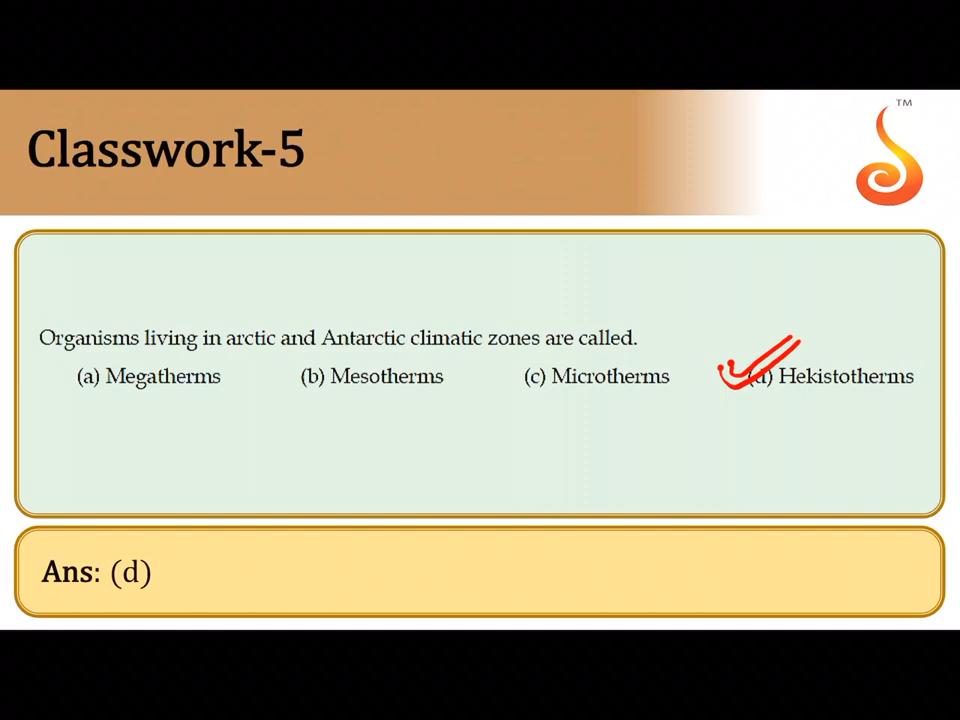 TM
Classwork-5
Organisms living in arctic and Antarctic climatic zones are called.
(a) Megatherms (b) Mesotherms (c) Microtherms (d) Hekistotherms
Ans: (d)